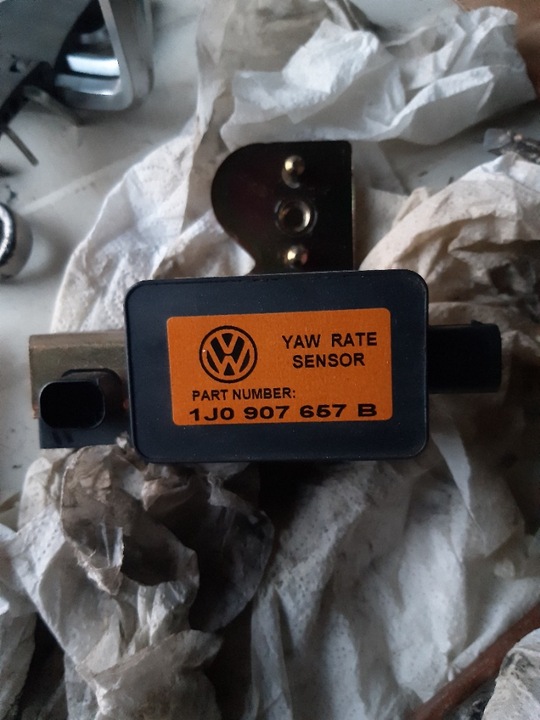 YAW RATE
SENSOR
PART NUMBER:
1J0 907 657 B